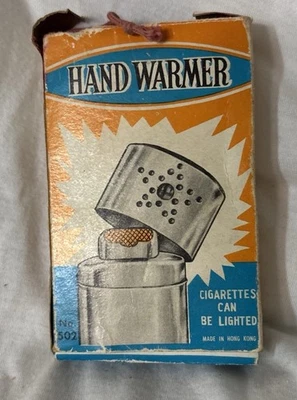 HAND WARMER
CIGARETTES
CAN
BE LIGHTED
MADE IN HONG KONG
No.
502